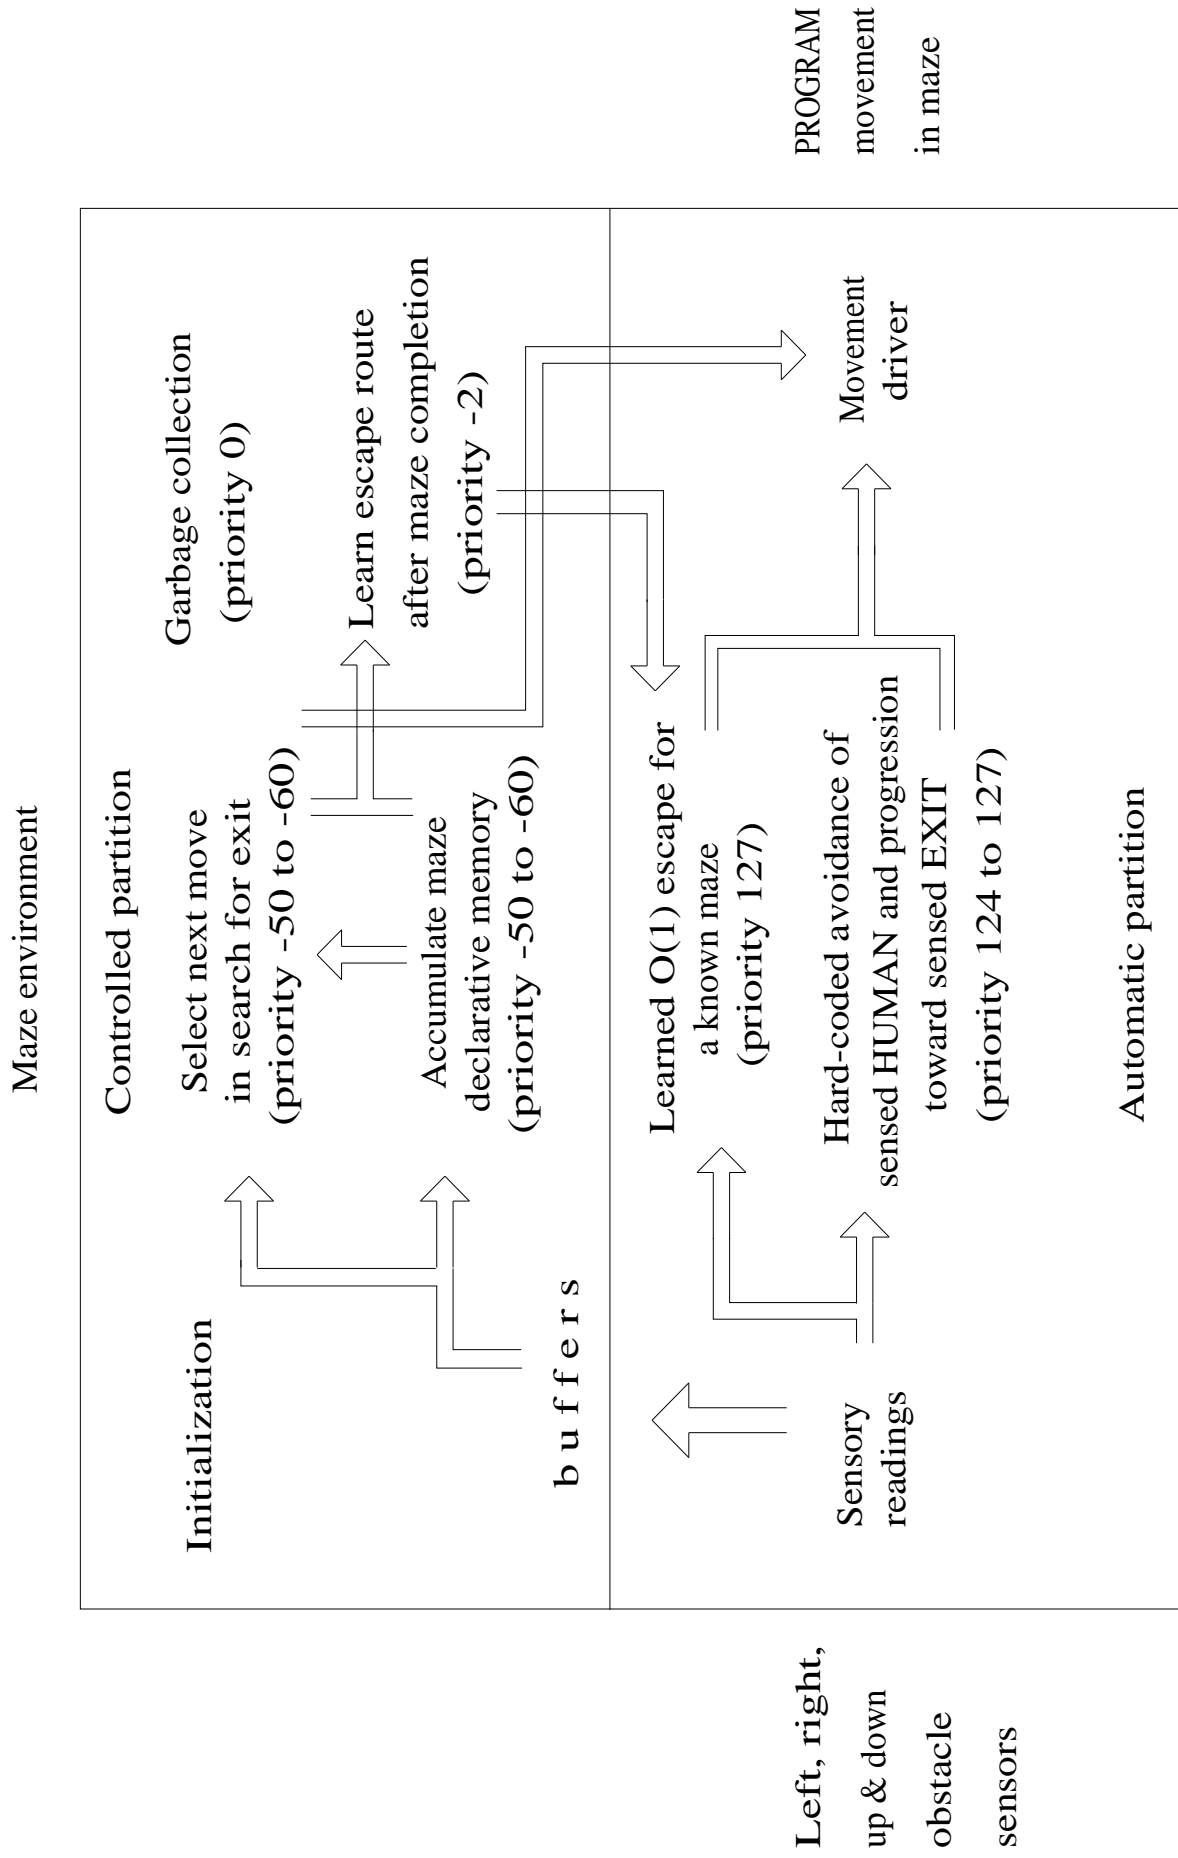 Maze environment
Controlled partition
Initialization
Select next move
in search for exit
(priority -50 to -60)
Garbage collection
(priority 0)
Accumulate maze
declarative memory
(priority -50 to -60)
Learn escape route
after maze completion
(priority -2)
buffers
Left, right,
up & down
obstacle
sensors
Sensory
readings
Learned O(1) escape for
a known maze
(priority 127)
Hard-coded avoidance of
sensed HUMAN and progression
toward sensed EXIT
(priority 124 to 127)
Movement
driver
PROGRAM
movement
in maze
Automatic partition